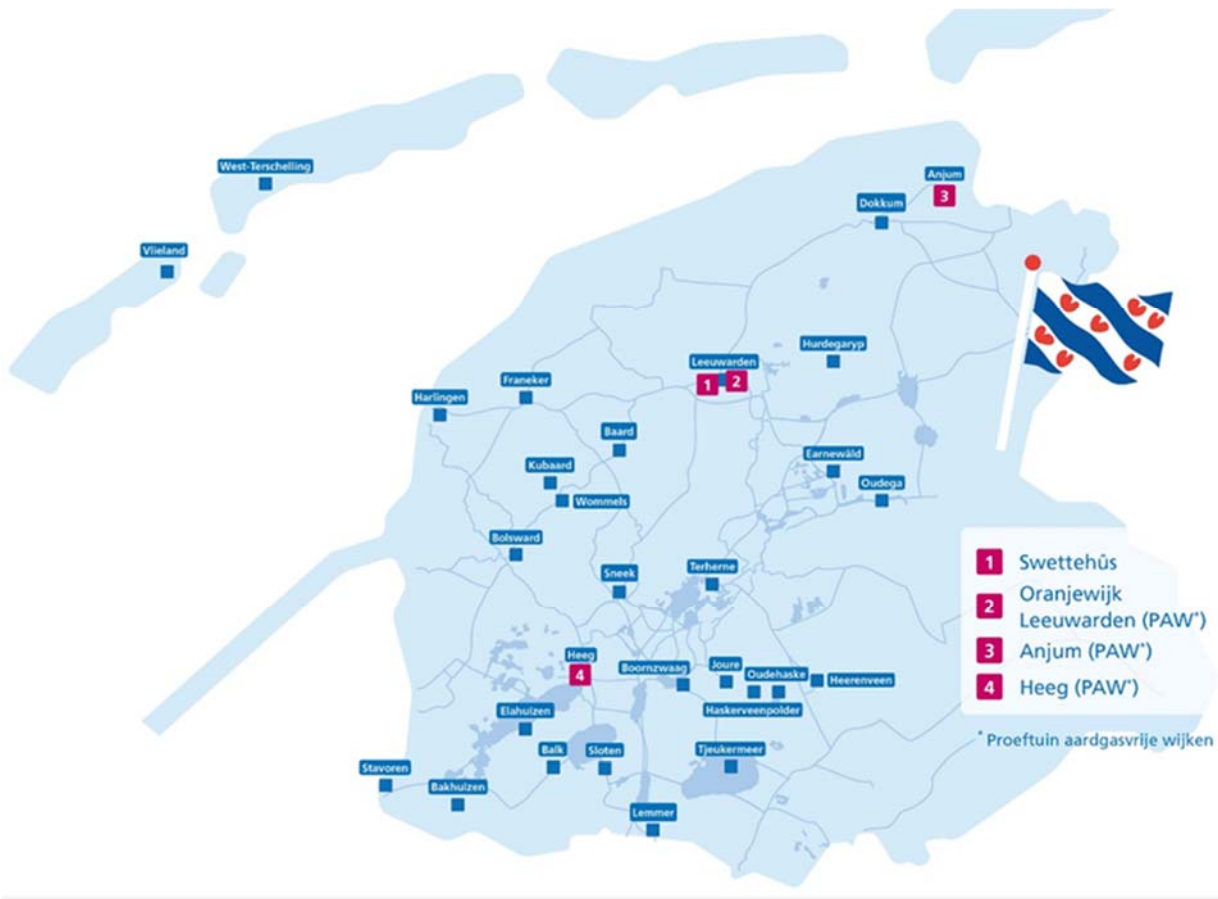 West-Terschelling
Anjum
3
Dokkum
Vlieland
Hurdegaryp
Leeuwarden
1
2
Franeker
Harlingen
Baard
Earnewâld
Kubaard
Oudega
Wommels
Bolsward
Terherne
Sneek
Heeg
4
Boornzwaag
Joure
Oudehaske
Heerenveen
Haskerveenpolder
Elahuizen
Balk
Sloten
Tjeukermeer
Stavoren
Bakhuizen
Lemmer
1 Swettehûs
2 Oranjewijk
Leeuwarden (PAW*)
3 Anjum (PAW*)
4 Heeg (PAW*)
* Proeftuin aardgasvrije wijken